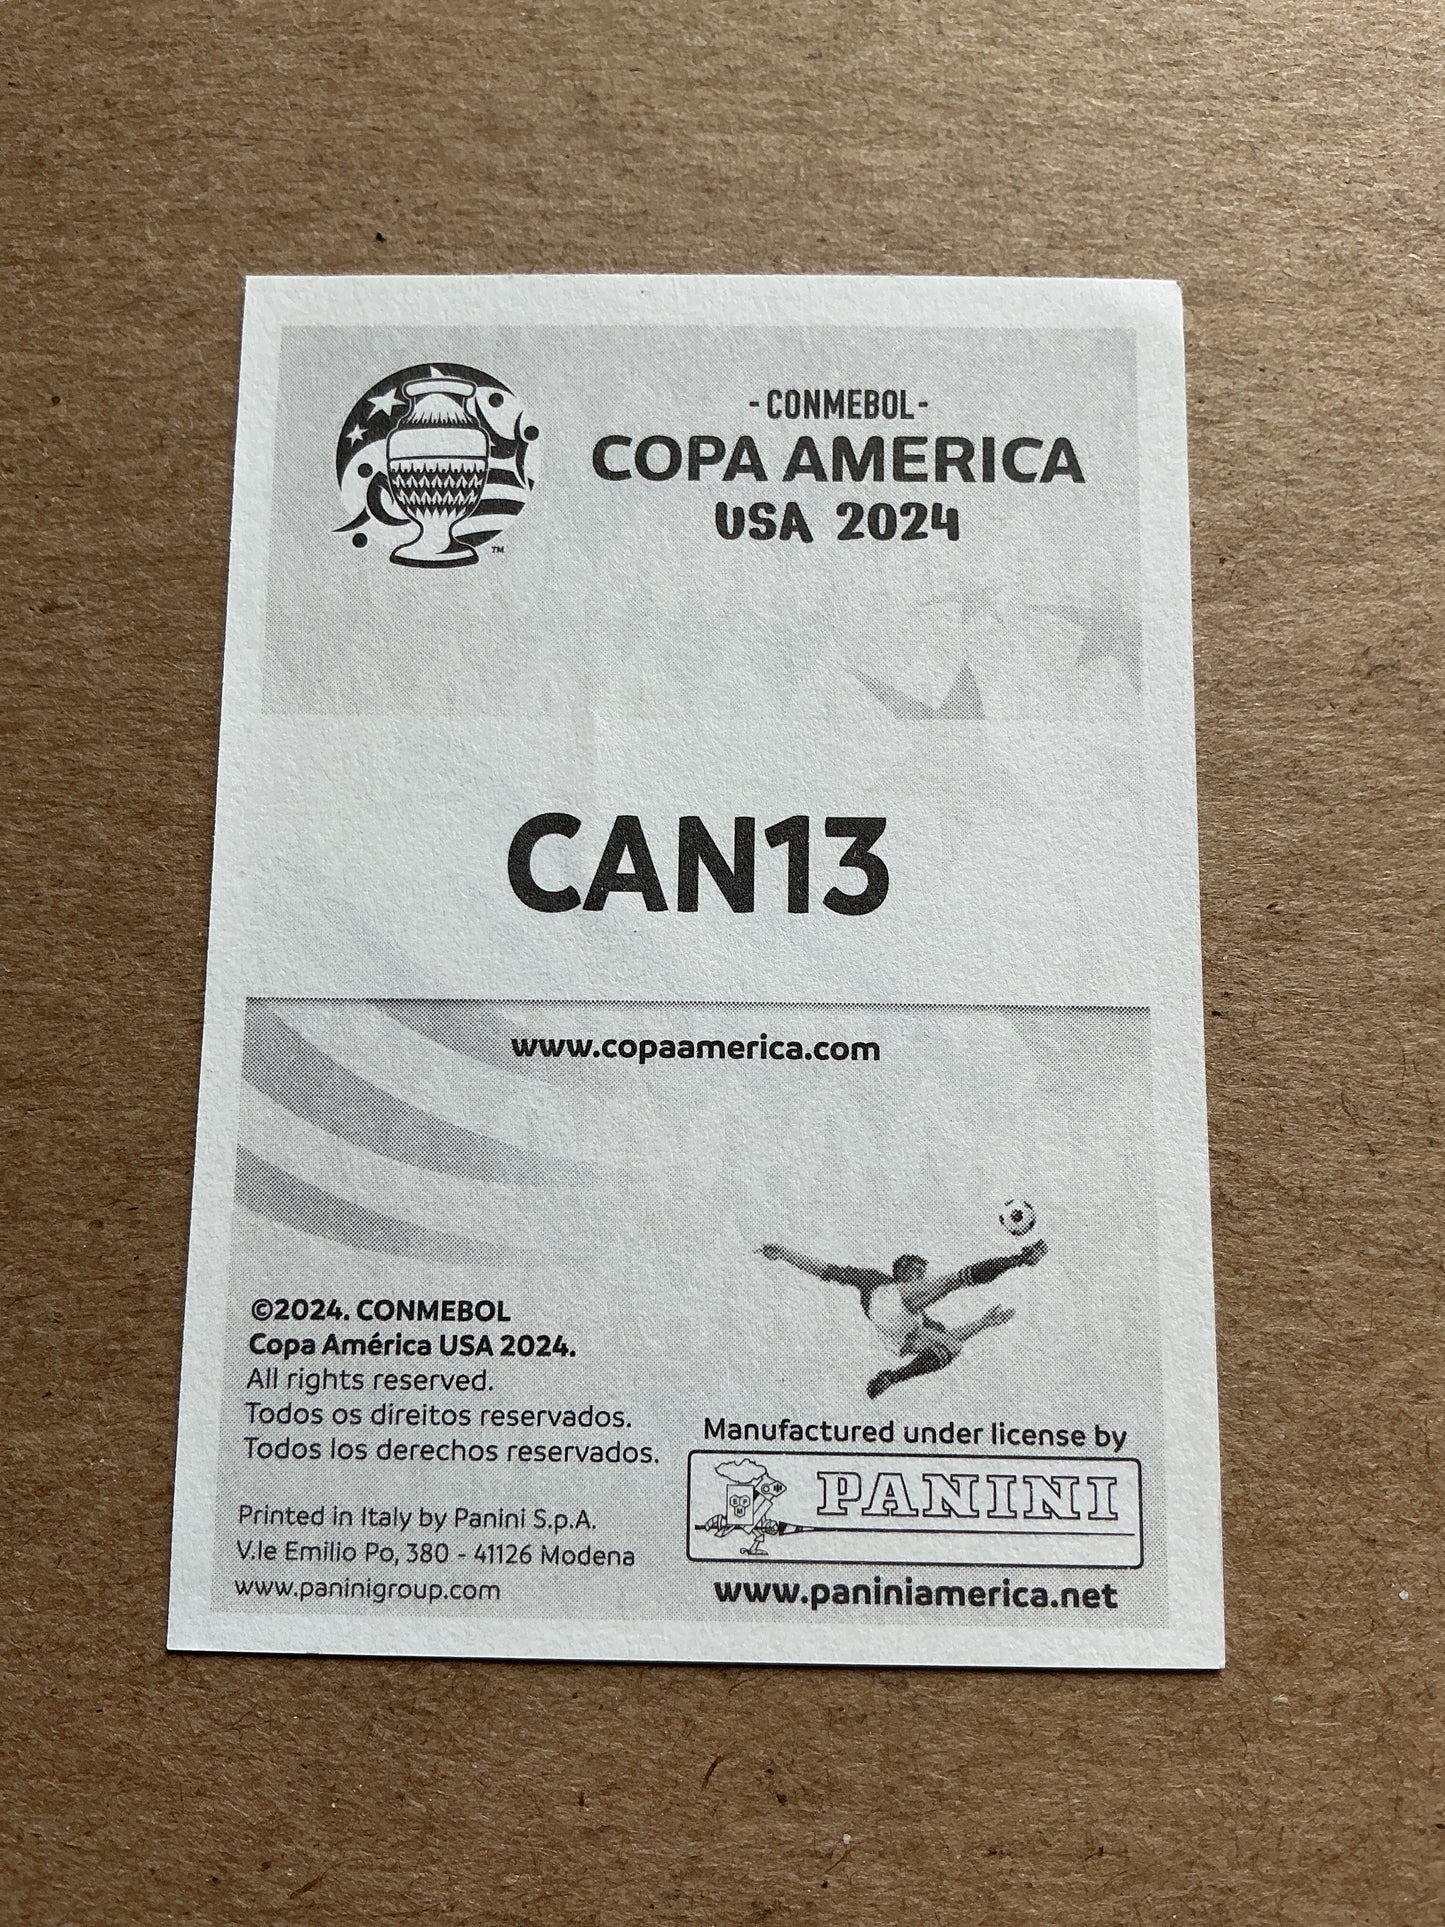 - CONMEBOL -
COPA AMERICA
USA 2024
TM
CAN13
www.copaamerica.com
©2024. CONMEBOL
Copa América USA 2024.
All rights reserved.
Todos os direitos reservados.
Todos los derechos reservados.
Printed in Italy by Panini S.p.A.
V.le Emilio Po, 380 - 41126 Modena
www.paninigroup.com
Manufactured under license by
PANINI
www.paniniamerica.net